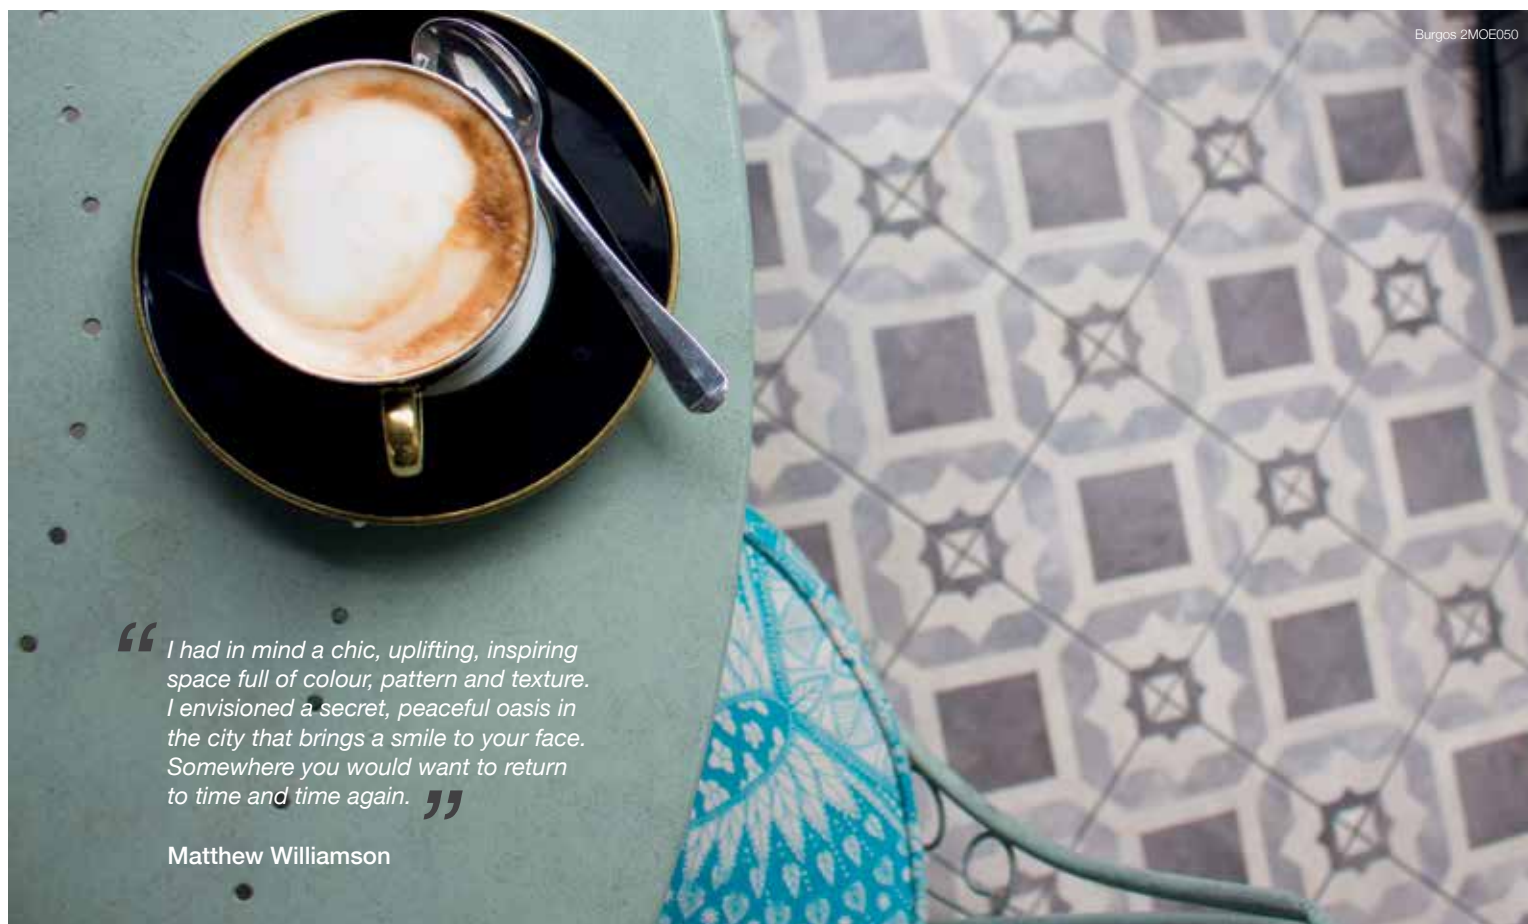 Burgos 2MOE050
“ I had in mind a chic, uplifting, inspiring
space full of colour, pattern and texture.
I envisioned a secret, peaceful oasis in
the city that brings a smile to your face.
Somewhere you would want to return
to time and time again. ”
Matthew Williamson